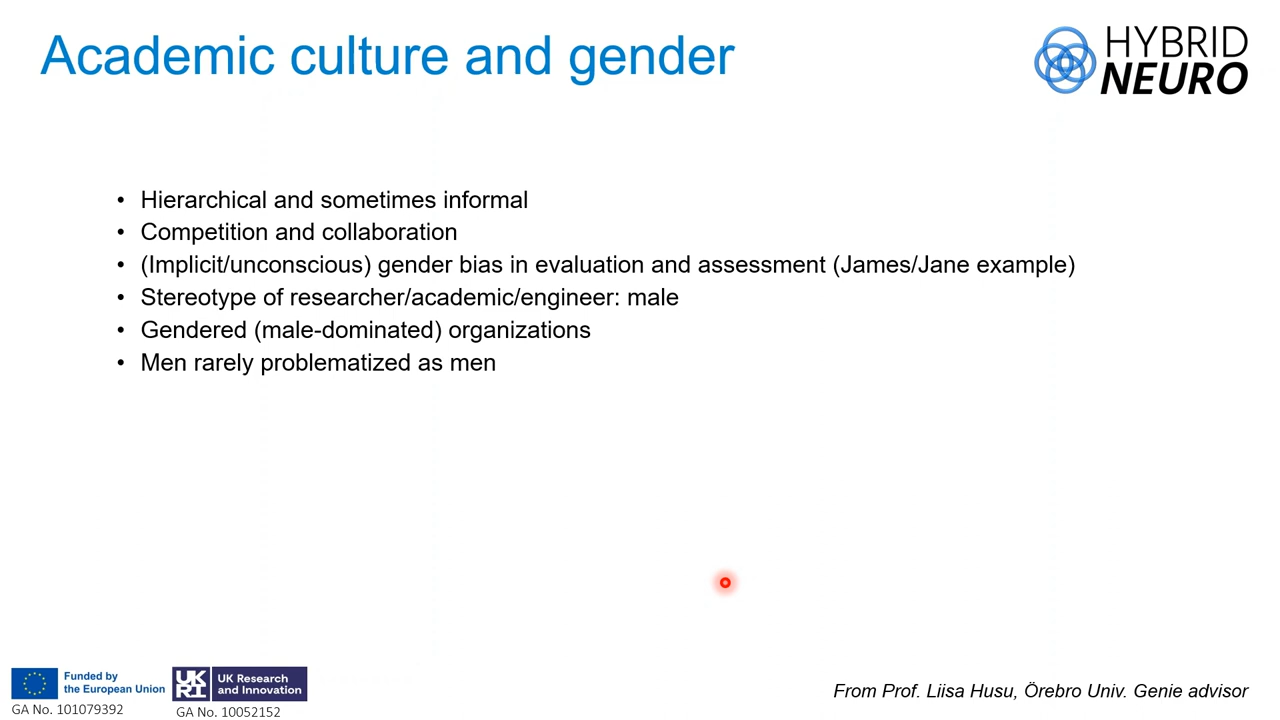 Academic culture and gender
HYBRID
NEURO
• Hierarchical and sometimes informal
• Competition and collaboration
• (Implicit/unconscious) gender bias in evaluation and assessment (James/Jane example)
• Stereotype of researcher/academic/engineer: male
• Gendered (male-dominated) organizations
• Men rarely problematized as men
Funded by
the European Union
GA No. 101079392
UK
RI
UK Research
and Innovation
GA No. 10052152
From Prof. Liisa Husu, Örebro Univ. Genie advisor